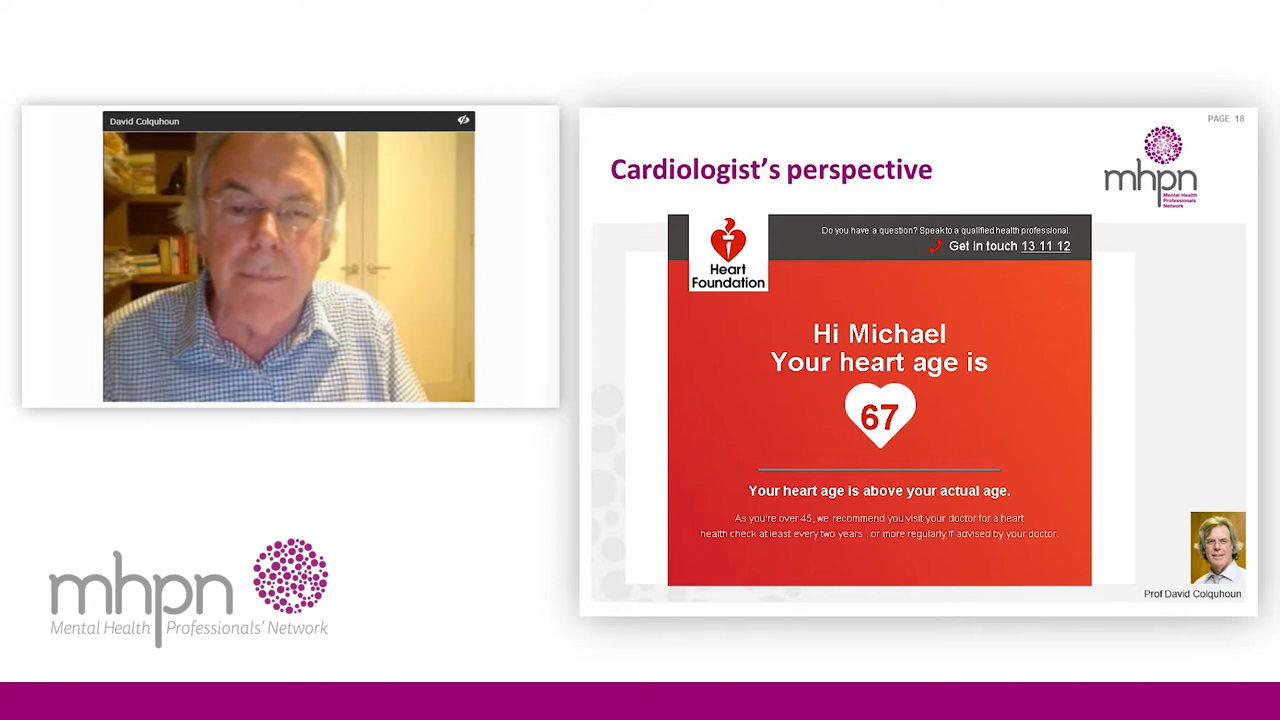 David Colquhoun
PAGE 18
Cardiologist's perspective
mhpn
Mental Health
Professionals
Network
Do you have a question? Speak to a qualified health professional.
Get in touch 13 11 12
Heart
Foundation
Hi Michael
Your heart age is
67
Your heart age is above your actual age.
As you're over 45, we recommend you visit your doctor for a heart
health check at least every two years , or more regularly if advised by your doctor.
Prof David Colquhoun
mhpn
Mental Health Professionals' Network